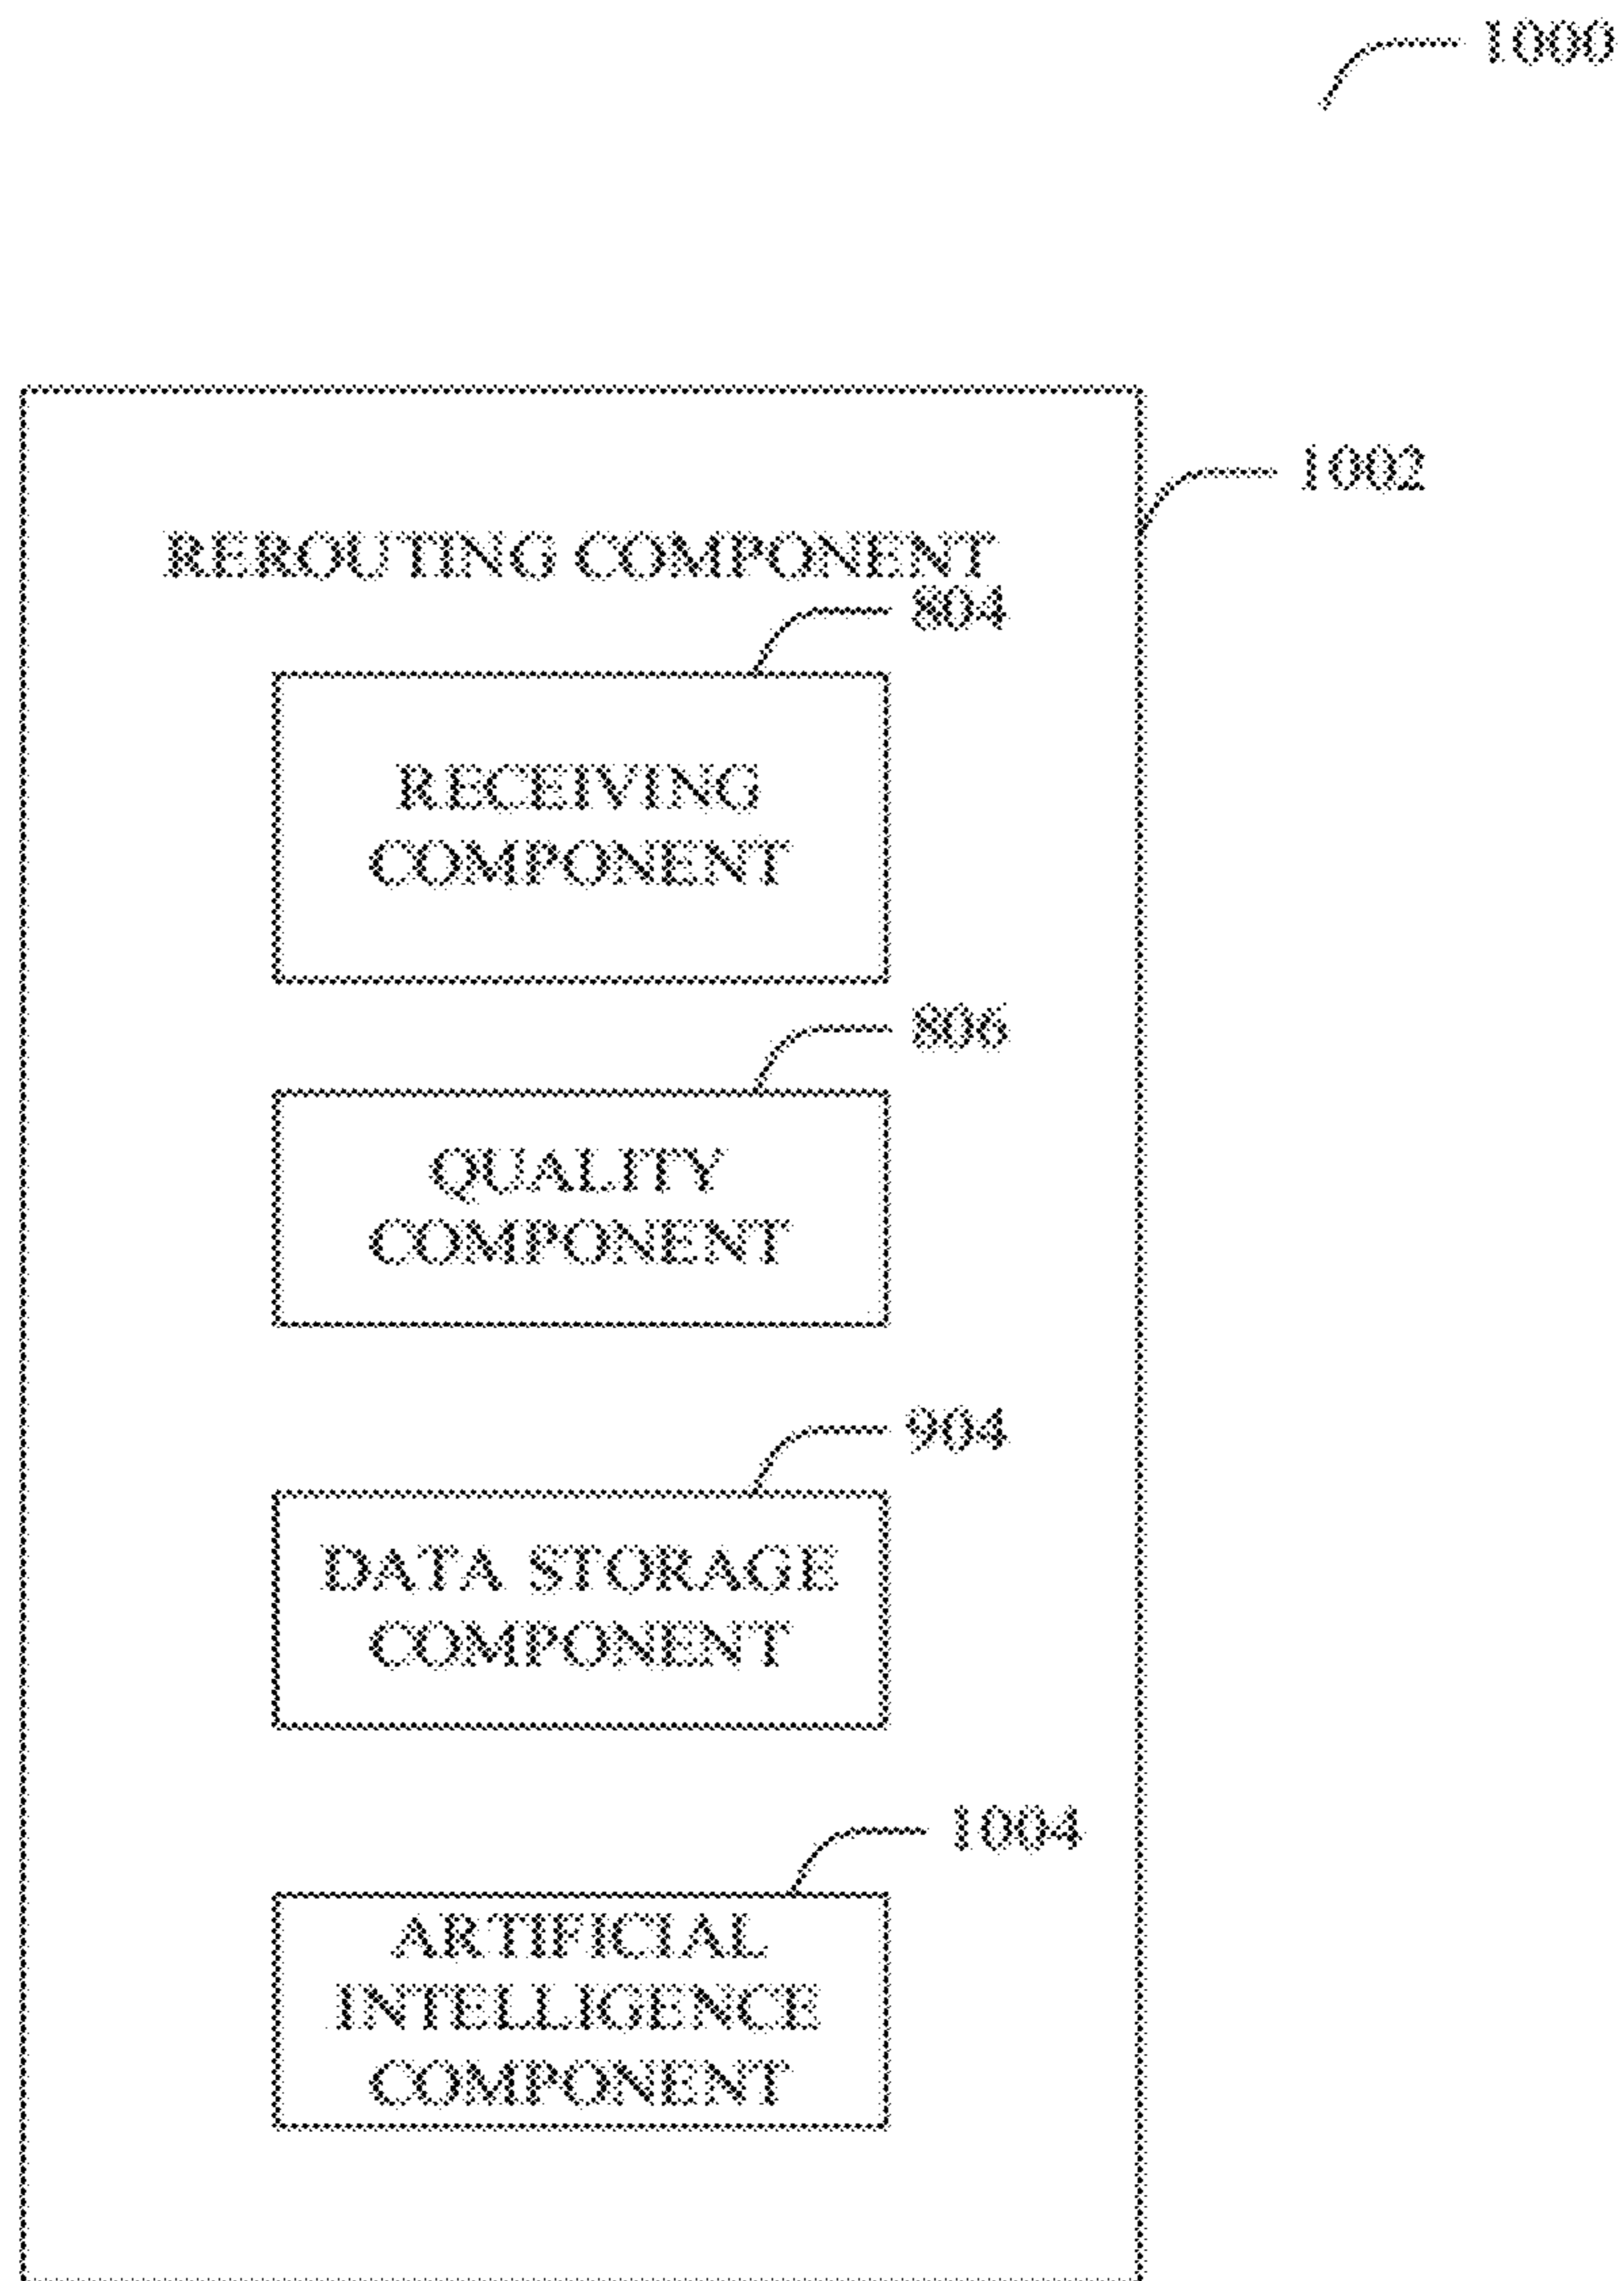 1000
1002
REROUTING COMPONENT
804
RECEIVING
COMPONENT
806
QUALITY
COMPONENT
904
DATA STORAGE
COMPONENT
1004
ARTIFICIAL
INTELLIGENCE
COMPONENT